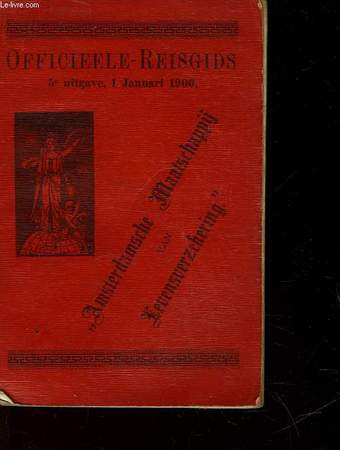 Le-livre.com
OFFICIEELE-REISGIDS
5e uitgave, 1 Januari 1900.
„Amsterdamsche Maatschappij
van
Levensverzekering.”